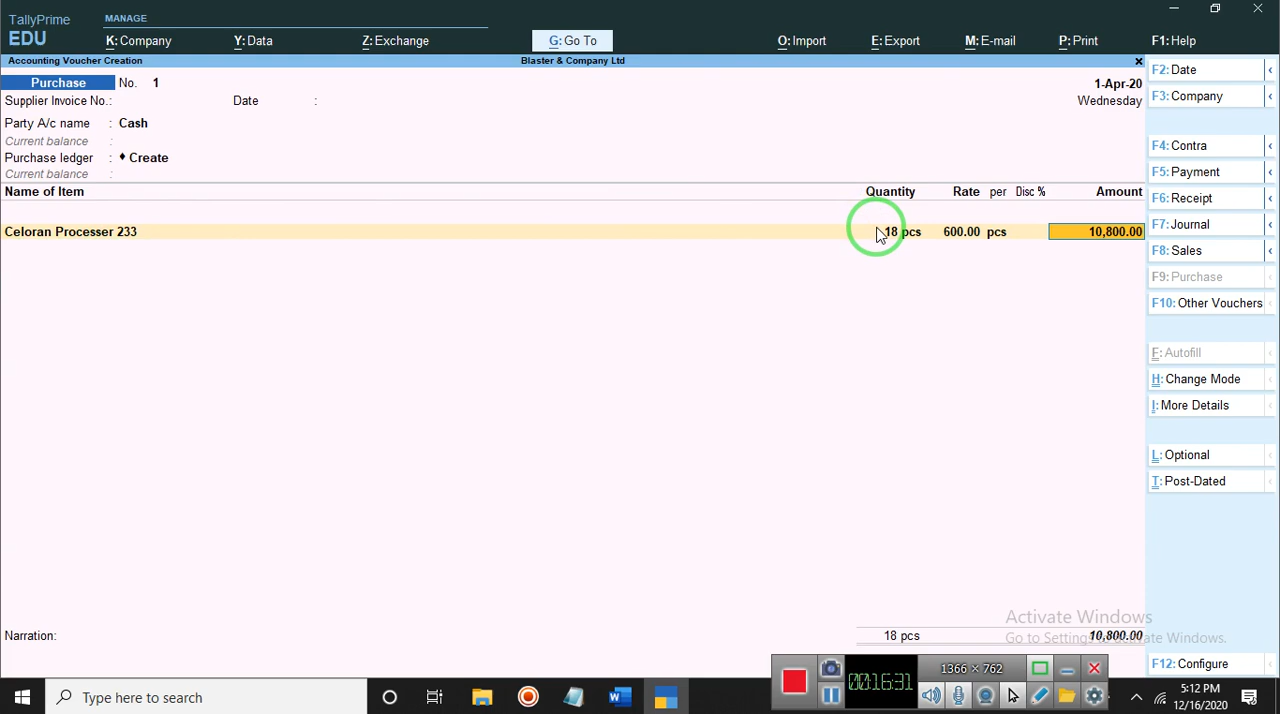 TallyPrime
MANAGE
EDU
K: Company
Y: Data
Z: Exchange
G: Go To
O: Import
E: Export
M: E-mail
P: Print
F1: Help
Accounting Voucher Creation
Blaster & Company Ltd
Purchase No. 1
1-Apr-20
Supplier Invoice No.:
Date :
Wednesday
Party A/c name : Cash
Current balance :
Purchase ledger : ♦ Create
Current balance :
Name of Item Quantity Rate per Disc % Amount
Celoran Processer 233 18 pcs 600.00 pcs 10,800.00
Narration: 18 pcs 10,800.00
F2: Date
F3: Company
F4: Contra
F5: Payment
F6: Receipt
F7: Journal
F8: Sales
F9: Purchase
F10: Other Vouchers
F: Autofill
H: Change Mode
I: More Details
L: Optional
T: Post-Dated
Activate Windows
Go to Settings to activate Windows.
F12: Configure
00:16:31
1366 × 762
Type here to search
5:12 PM
12/16/2020